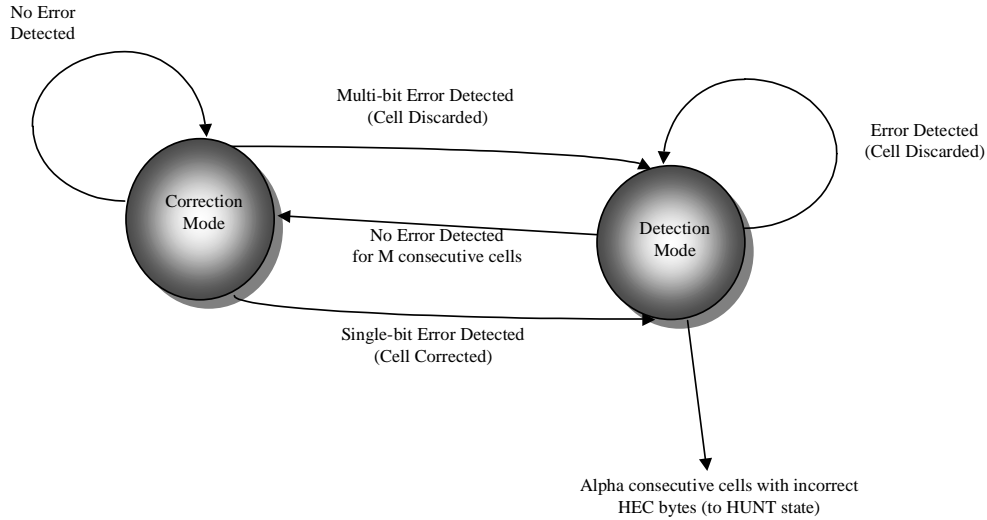 No Error
Detected
Multi-bit Error Detected
(Cell Discarded)
Error Detected
(Cell Discarded)
Correction
Mode
Detection
Mode
No Error Detected
for M consecutive cells
Single-bit Error Detected
(Cell Corrected)
Alpha consecutive cells with incorrect
HEC bytes (to HUNT state)